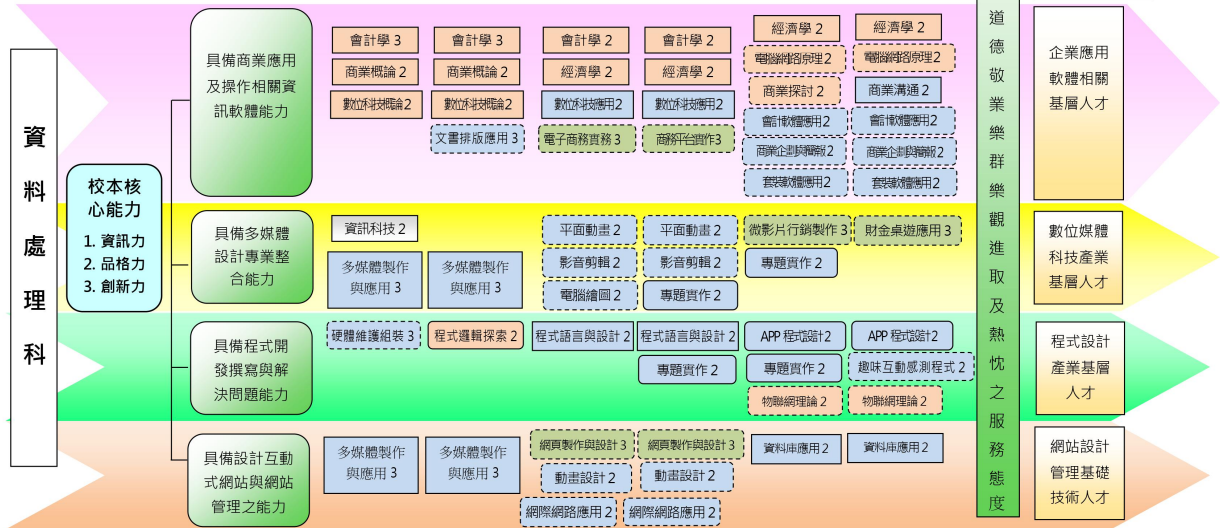 資料處理科
校本核
心能力
1. 資訊力
2. 品格力
3. 創新力
具備商業應用
及操作相關資
訊軟體能力
會計學 3
會計學 3
會計學 2
會計學 2
經濟學 2
經濟學 2
商業概論 2
商業概論 2
經濟學 2
經濟學 2
電腦網路原理 2
電腦網路原理 2
數位科技概論 2
數位科技概論 2
數位科技應用 2
數位科技應用 2
商業探討 2
商業溝通 2
文書排版應用 3
電子商務實務 3
商務平台實作 3
會計軟體應用 2
會計軟體應用 2
商業企劃與簡報 2
商業企劃與簡報 2
套裝軟體應用 2
套裝軟體應用 2
企業應用
軟體相關
基層人才
具備多媒體
設計專業整
合能力
資訊科技 2
平面動畫 2
平面動畫 2
微影片行銷製作 3
財金桌遊應用 3
多媒體製作
與應用 3
多媒體製作
與應用 3
影音剪輯 2
影音剪輯 2
專題實作 2
電腦繪圖 2
專題實作 2
數位媒體
科技產業
基層人才
具備程式開
發撰寫與解
決問題能力
硬體維護組裝 3
程式邏輯探索 2
程式語言與設計 2
程式語言與設計 2
APP 程式設計 2
APP 程式設計 2
專題實作 2
專題實作 2
趣味互動感測程式 2
物聯網理論 2
物聯網理論 2
程式設計
產業基層
人才
具備設計互動
式網站與網站
管理之能力
多媒體製作
與應用 3
多媒體製作
與應用 3
網頁製作與設計 3
網頁製作與設計 3
資料庫應用 2
資料庫應用 2
動畫設計 2
動畫設計 2
網際網路應用 2
網際網路應用 2
網站設計
管理基礎
技術人才
道德敬業樂群樂觀進取及熱忱之服務態度